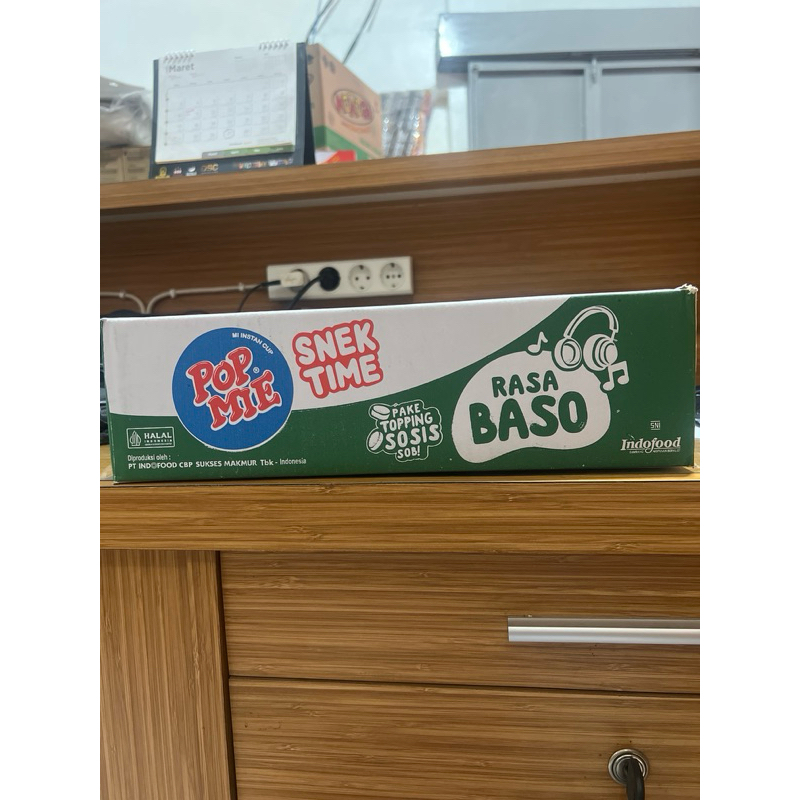 Maret
MI INSTAN CUP
POP
MIE®
SNEK
TIME
PAKE
TOPPING
SOSIS
SOB!
RASA
BASO
HALAL
INDONESIA
Diproduksi oleh :
PT INDOFOOD CBP SUKSES MAKMUR Tbk - Indonesia
SNI
Indofood